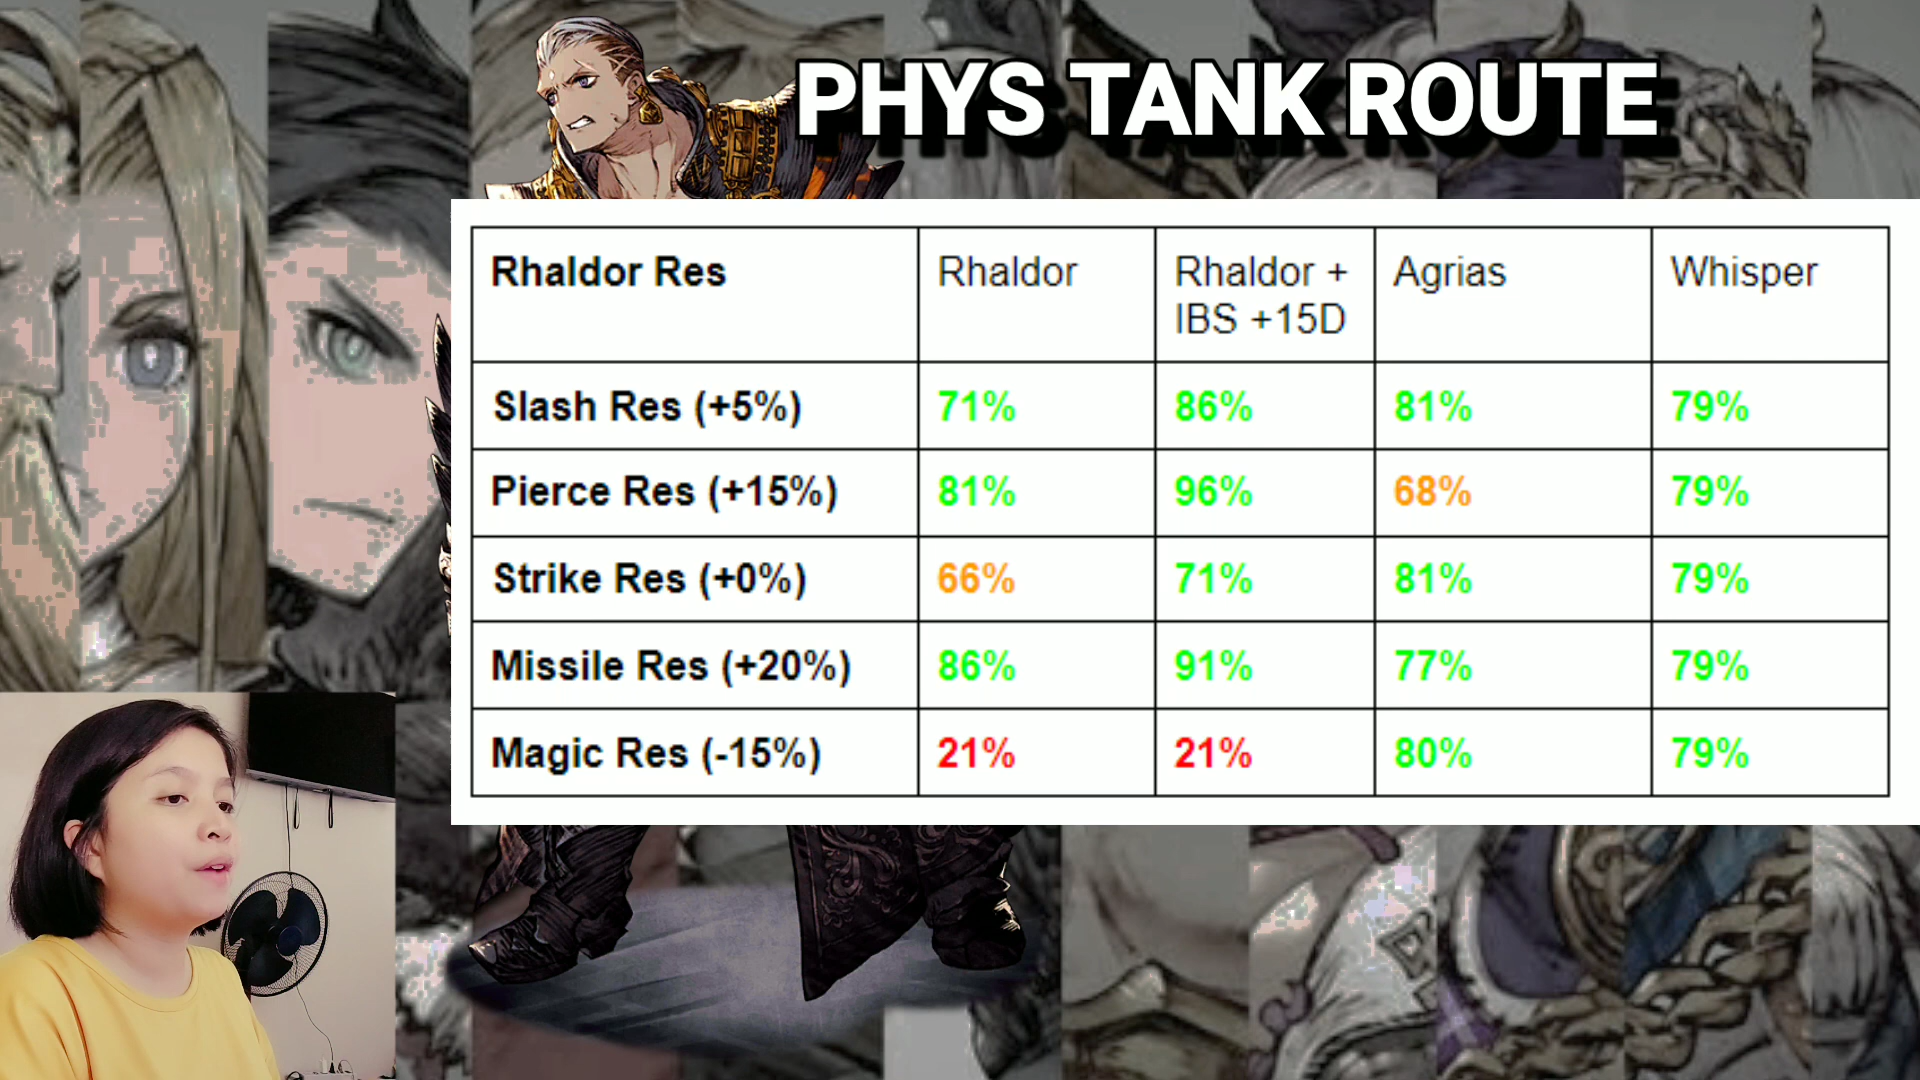 PHYS TANK ROUTE
Rhaldor Res Rhaldor Rhaldor + Agrias Whisper
IBS +15D
Slash Res (+5%) 71% 86% 81% 79%
Pierce Res (+15%) 81% 96% 68% 79%
Strike Res (+0%) 66% 71% 81% 79%
Missile Res (+20%) 86% 91% 77% 79%
Magic Res (-15%) 21% 21% 80% 79%